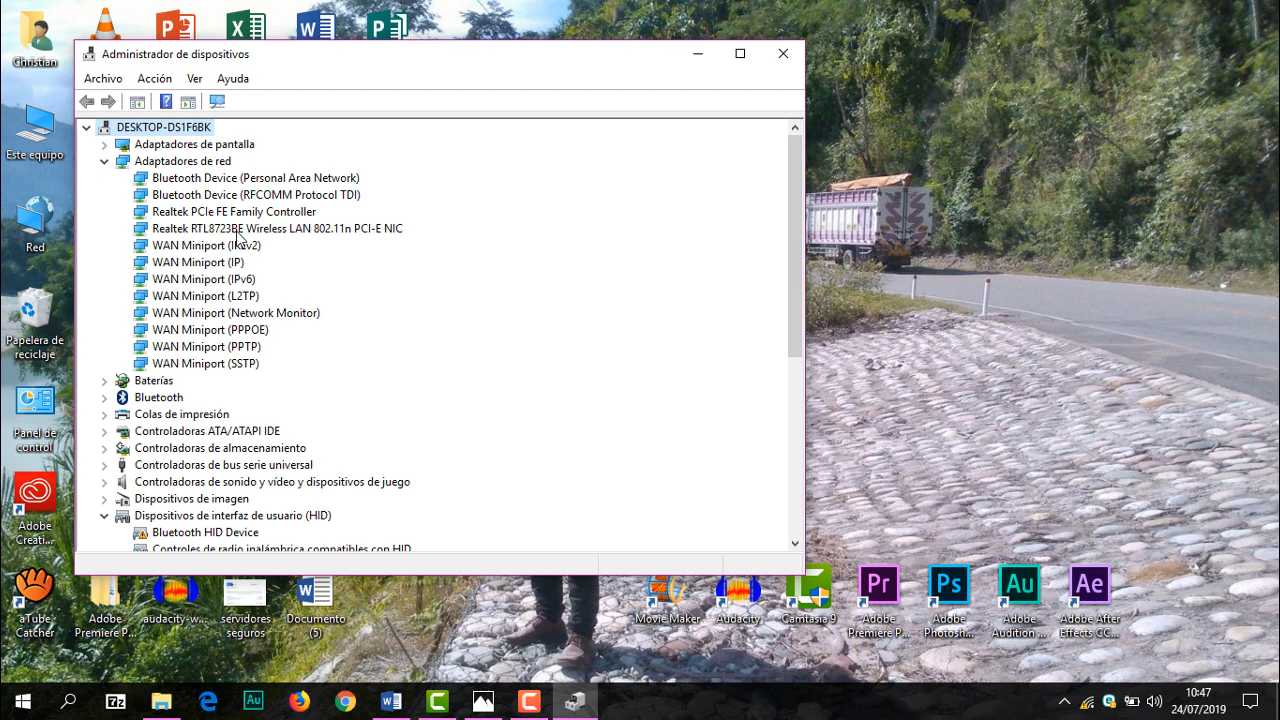 Christian
Este equipo
Red
Papelera de
reciclaje
Panel de
control
Adobe
Creati...
Administrador de dispositivos
Archivo Acción Ver Ayuda
DESKTOP-DS1F6BK
Adaptadores de pantalla
Adaptadores de red
Bluetooth Device (Personal Area Network)
Bluetooth Device (RFCOMM Protocol TDI)
Realtek PCIe FE Family Controller
Realtek RTL8723BE Wireless LAN 802.11n PCI-E NIC
WAN Miniport (IKEv2)
WAN Miniport (IP)
WAN Miniport (IPv6)
WAN Miniport (L2TP)
WAN Miniport (Network Monitor)
WAN Miniport (PPPOE)
WAN Miniport (PPTP)
WAN Miniport (SSTP)
Baterías
Bluetooth
Colas de impresión
Controladoras ATA/ATAPI IDE
Controladoras de almacenamiento
Controladoras de bus serie universal
Controladoras de sonido y vídeo y dispositivos de juego
Dispositivos de imagen
Dispositivos de interfaz de usuario (HID)
Bluetooth HID Device
Controles de radio inalámbrica compatibles con HID
Pr Ps Au Ae
aTube
Catcher
Adobe
Premiere P...
audacity-w...
servidores
seguros
Documento
(5)
Movie Maker
Audacity
Camtasia 9
Adobe
Premiere P...
Adobe
Photosh...
Adobe
Audition ...
Adobe After
Effects CC...
7z
Au
10:47
24/07/2019